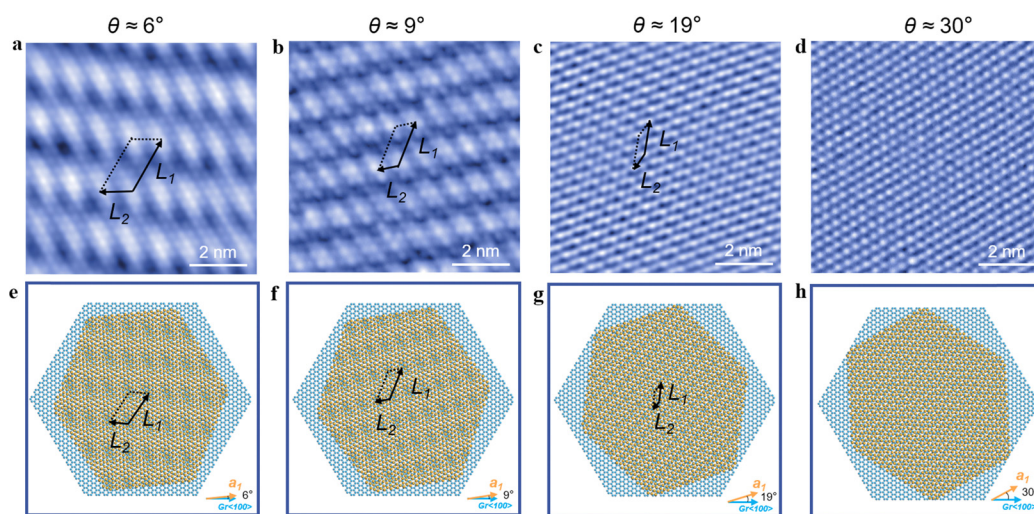 θ ≈ 6° θ ≈ 9° θ ≈ 19° θ ≈ 30°
a b c d
L1 L1 L1
L2 L2 L2
2 nm 2 nm 2 nm 2 nm
e f g h
L1 L1 L1
L2 L2 L2
a1 6° a1 9° a1 19° a1 30°
Gr<100> Gr<100> Gr<100> Gr<100>